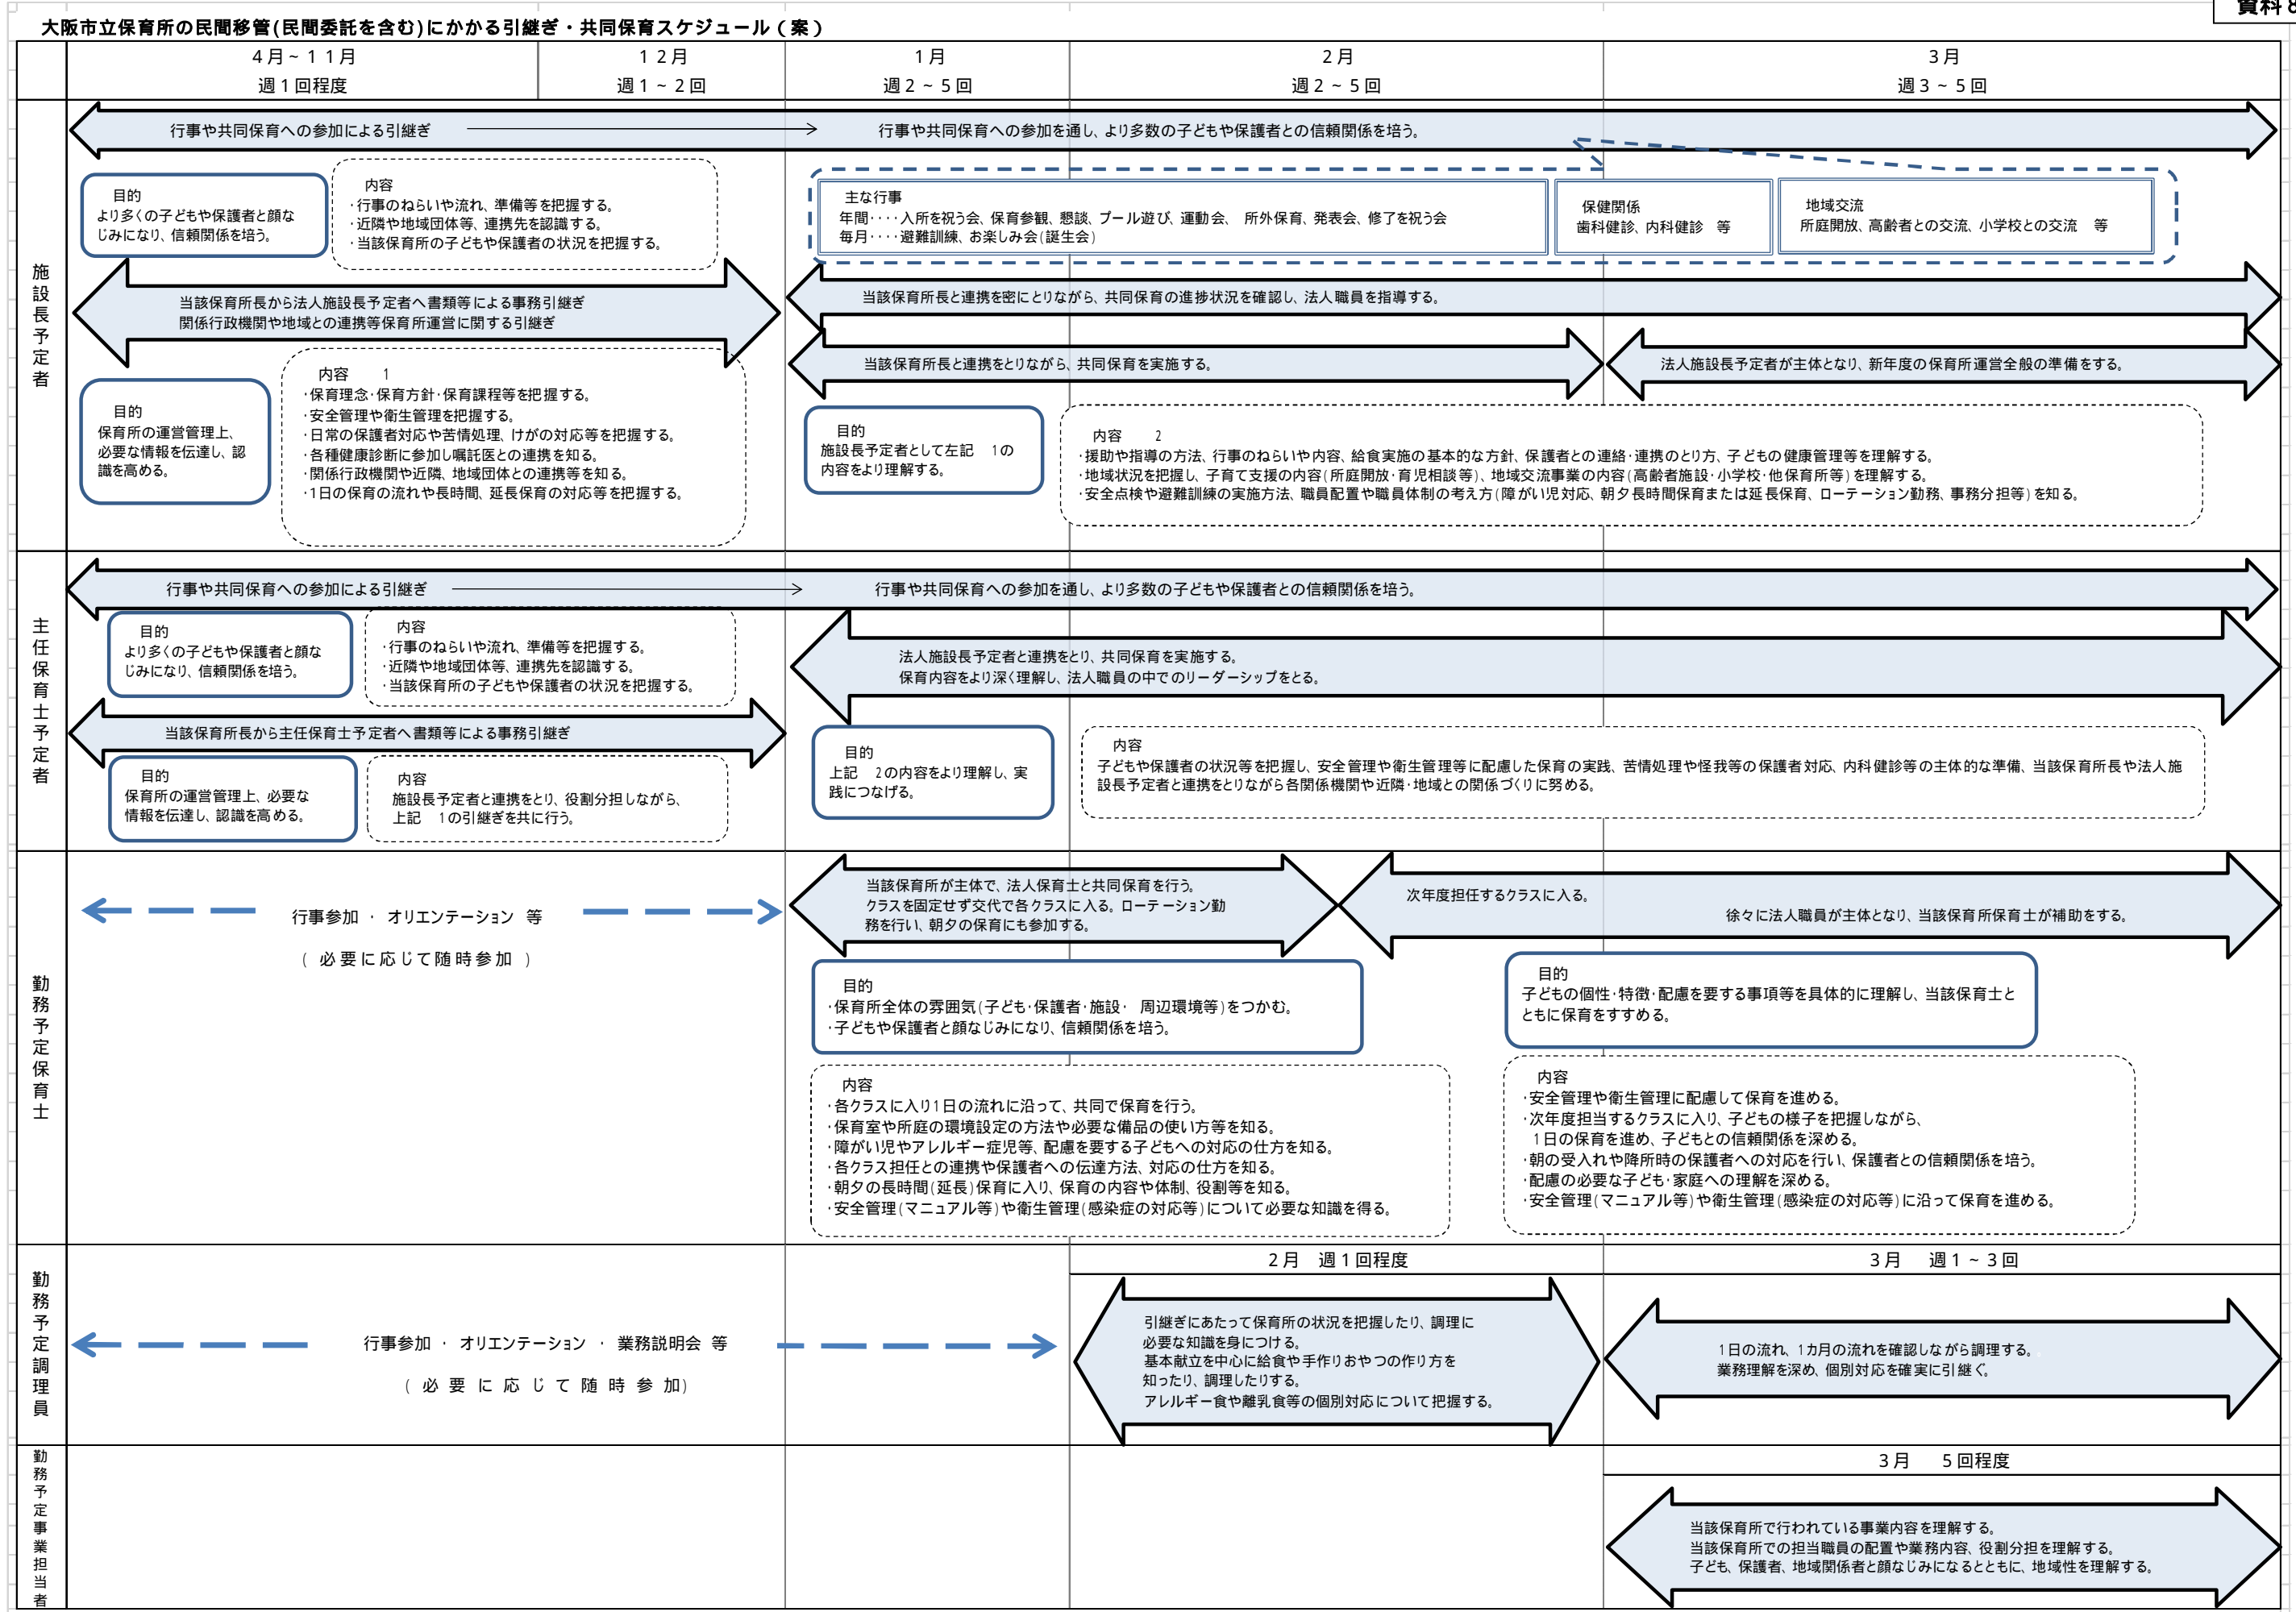 資料８
大阪市立保育所の民間移管(民間委託を含む)にかかる引継ぎ・共同保育スケジュール（案）
４月~１１月
１２月
１月
２月
３月
週１回程度
週１~２回
週２~５回
週２~５回
週３~５回
施設長予定者
行事や共同保育への参加による引継ぎ
行事や共同保育への参加を通し、より多数の子どもや保護者との信頼関係を培う。
目的
より多くの子どもや保護者と顔な
じみになり、信頼関係を培う。
内容
・行事のねらいや流れ、準備等を把握する。
・近隣や地域団体等、連携先を認識する。
・当該保育所の子どもや保護者の状況を把握する。
主な行事
年間‥‥入所を祝う会、保育参観、懇談、プール遊び、運動会、 所外保育、発表会、修了を祝う会
毎月‥‥避難訓練、お楽しみ会(誕生会)
保健関係
歯科健診、内科健診　等
地域交流
所庭開放、高齢者との交流、小学校との交流　等
当該保育所長から法人施設長予定者へ書類等による事務引継ぎ
関係行政機関や地域との連携等保育所運営に関する引継ぎ
当該保育所長と連携を密にとりながら、共同保育の進捗状況を確認し、法人職員を指導する。
当該保育所長と連携をとりながら、共同保育を実施する。
法人施設長予定者が主体となり、新年度の保育所運営全般の準備をする。
目的
保育所の運営管理上、
必要な情報を伝達し、認
識を高める。
内容　　1
・保育理念・保育方針・保育課程等を把握する。
・安全管理や衛生管理を把握する。
・日常の保護者対応や苦情処理、けがの対応等を把握する。
・各種健康診断に参加し嘱託医との連携を知る。
・関係行政機関や近隣、地域団体との連携等を知る。
・1日の保育の流れや長時間、延長保育の対応等を把握する。
目的
施設長予定者として左記　1の
内容をより理解する。
内容　　2
・援助や指導の方法、行事のねらいや内容、給食実施の基本的な方針、保護者との連絡・連携のとり方、子どもの健康管理等を理解する。
・地域状況を把握し、子育て支援の内容(所庭開放・育児相談等)、地域交流事業の内容(高齢者施設・小学校・他保育所等)を理解する。
・安全点検や避難訓練の実施方法、職員配置や職員体制の考え方(障がい児対応、朝夕長時間保育または延長保育、ローテーション勤務、事務分担等)を知る。
主任保育士予定者
行事や共同保育への参加による引継ぎ
行事や共同保育への参加を通し、より多数の子どもや保護者との信頼関係を培う。
目的
より多くの子どもや保護者と顔な
じみになり、信頼関係を培う。
内容
・行事のねらいや流れ、準備等を把握する。
・近隣や地域団体等、連携先を認識する。
・当該保育所の子どもや保護者の状況を把握する。
法人施設長予定者と連携をとり、共同保育を実施する。
保育内容をより深く理解し、法人職員の中でのリーダーシップをとる。
当該保育所長から主任保育士予定者へ書類等による事務引継ぎ
目的
保育所の運営管理上、必要な
情報を伝達し、認識を高める。
内容
施設長予定者と連携をとり、役割分担しながら、
上記　1の引継ぎを共に行う。
目的
上記　2の内容をより理解し、実
践につなげる。
内容
子どもや保護者の状況等を把握し、安全管理や衛生管理等に配慮した保育の実践、苦情処理や怪我等の保護者対応、内科健診等の主体的な準備、当該保育所長や法人施
設長予定者と連携をとりながら各関係機関や近隣・地域との関係づくりに努める。
勤務予定保育士
行事参加 ・ オリエンテーション 等
( 必要に応じて随時参加 )
当該保育所が主体で、法人保育士と共同保育を行う。
クラスを固定せず交代で各クラスに入る。ローテーション勤
務を行い、朝夕の保育にも参加する。
次年度担任するクラスに入る。
徐々に法人職員が主体となり、当該保育所保育士が補助をする。
目的
・保育所全体の雰囲気(子ども・保護者・施設・ 周辺環境等)をつかむ。
・子どもや保護者と顔なじみになり、信頼関係を培う。
目的
子どもの個性・特徴・配慮を要する事項等を具体的に理解し、当該保育士と
ともに保育をすすめる。
内容
・各クラスに入り1日の流れに沿って、共同で保育を行う。
・保育室や所庭の環境設定の方法や必要な備品の使い方等を知る。
・障がい児やアレルギー症児等、配慮を要する子どもへの対応の仕方を知る。
・各クラス担任との連携や保護者への伝達方法、対応の仕方を知る。
・朝夕の長時間(延長)保育に入り、保育の内容や体制、役割等を知る。
・安全管理(マニュアル等)や衛生管理(感染症の対応等)について必要な知識を得る。
内容
・安全管理や衛生管理に配慮して保育を進める。
・次年度担当するクラスに入り、子どもの様子を把握しながら、
1日の保育を進め、子どもとの信頼関係を深める。
・朝の受入れや降所時の保護者への対応を行い、保護者との信頼関係を培う。
・配慮の必要な子ども・家庭への理解を深める。
・安全管理(マニュアル等)や衛生管理(感染症の対応等)に沿って保育を進める。
勤務予定調理員
２月　週１回程度
３月　週１~３回
行事参加 ・ オリエンテーション ・ 業務説明会 等
( 必 要 に 応 じ て 随 時 参 加)
引継ぎにあたって保育所の状況を把握したり、調理に
必要な知識を身につける。
基本献立を中心に給食や手作りおやつの作り方を
知ったり、調理したりする。
アレルギー食や離乳食等の個別対応について把握する。
1日の流れ、1カ月の流れを確認しながら調理する。
業務理解を深め、個別対応を確実に引継ぐ。
勤務予定事業担当者
３月　５回程度
当該保育所で行われている事業内容を理解する。
当該保育所での担当職員の配置や業務内容、役割分担を理解する。
子ども、保護者、地域関係者と顔なじみになるとともに、地域性を理解する。